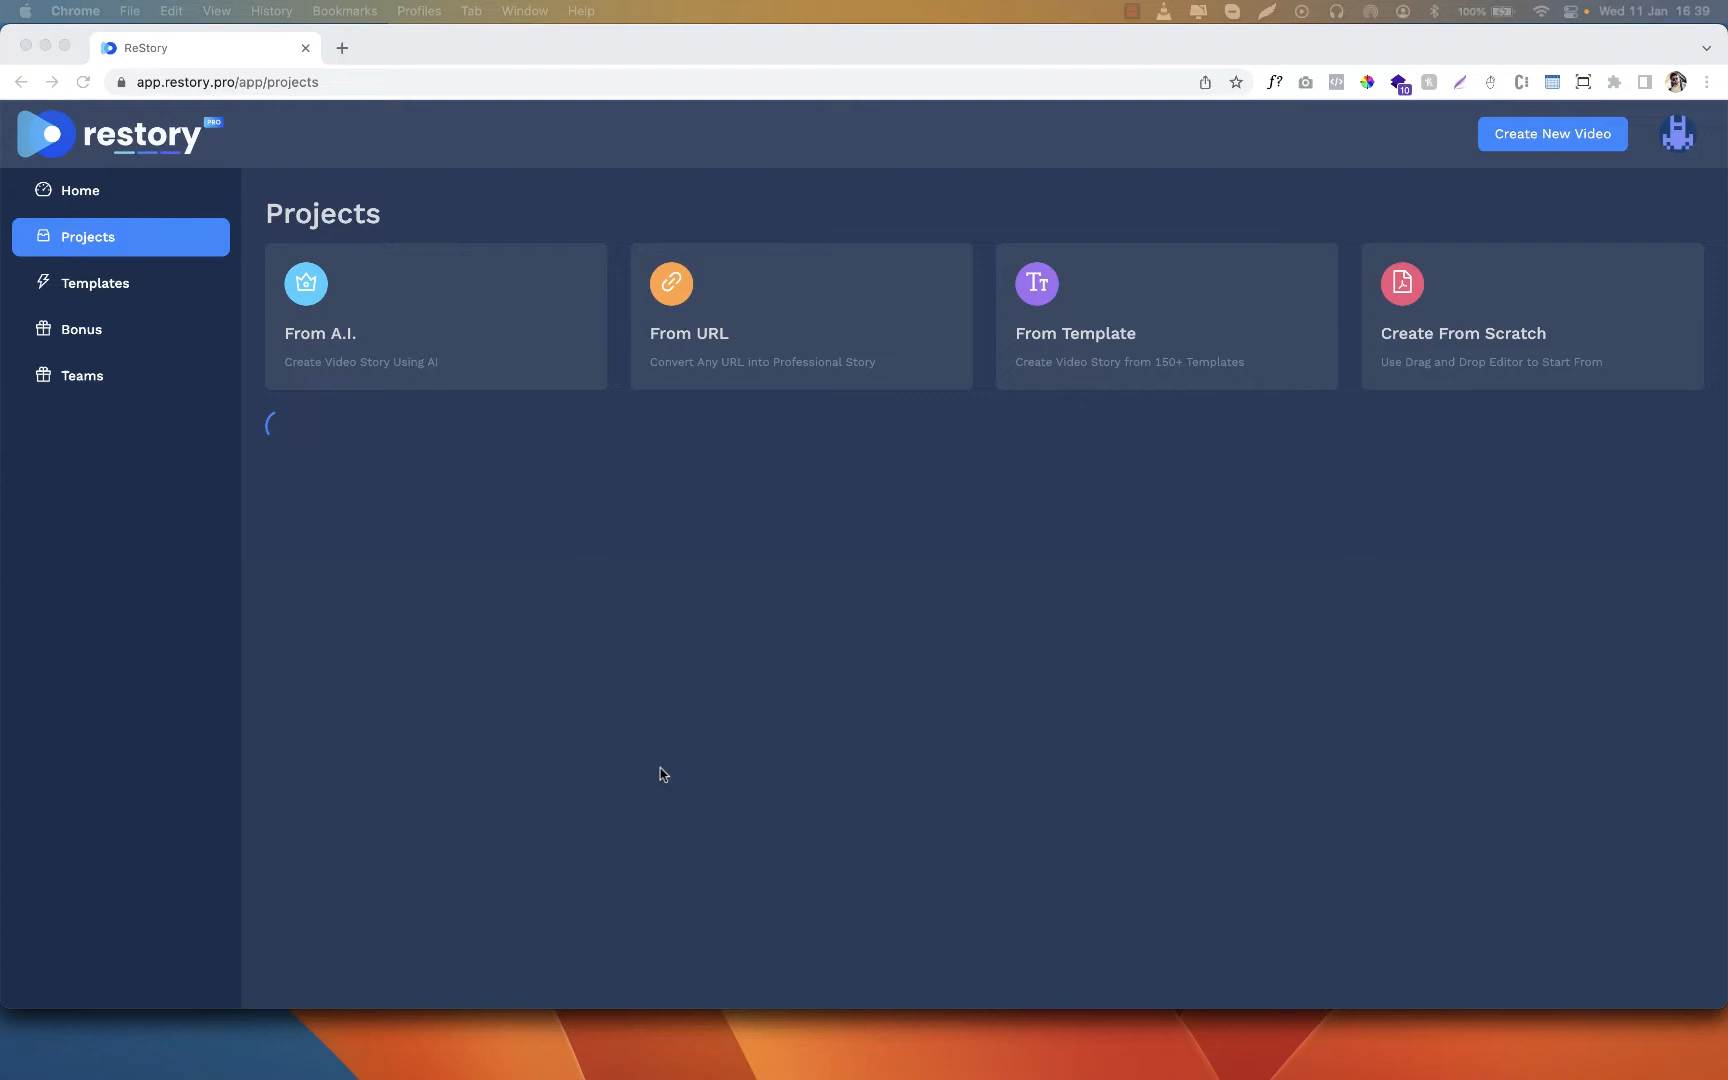 Chrome File Edit View History Bookmarks Profiles Tab Window Help 100% Wed 11 Jan 16 39
ReStory
app.restory.pro/app/projects f? 10
restory PRO Create New Video
Home
Projects
Templates
Bonus
Teams
Projects
From A.I.
Create Video Story Using AI
From URL
Convert Any URL into Professional Story
Tт
From Template
Create Video Story from 150+ Templates
Create From Scratch
Use Drag and Drop Editor to Start From